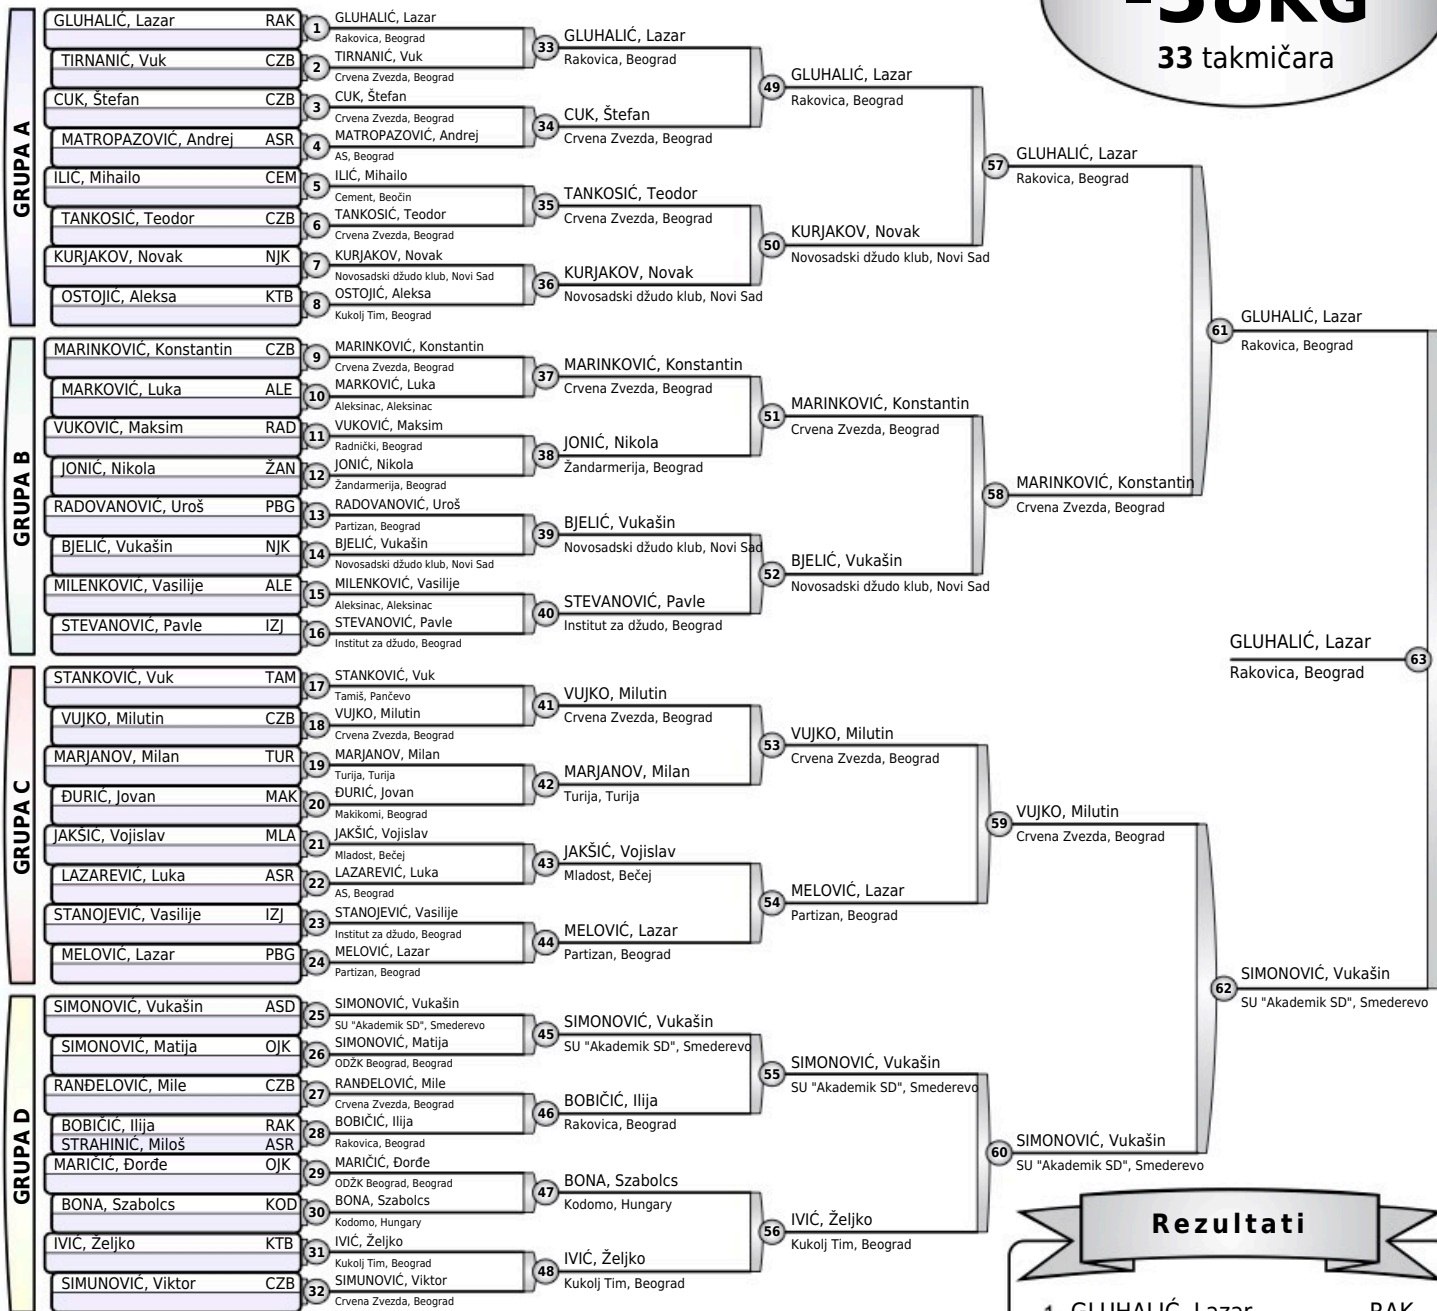 -38KG
33 takmičara
GRUPA A
GLUHALIĆ, Lazar RAK
TIRNANIĆ, Vuk CZB
CUK, Štefan CZB
MATROPAZOVIĆ, Andrej ASR
ILIĆ, Mihailo CEM
TANKOSIĆ, Teodor CZB
KURJAKOV, Novak NJK
OSTOJIĆ, Aleksa KTB
GRUPA B
MARINKOVIĆ, Konstantin CZB
MARKOVIĆ, Luka ALE
VUKOVIĆ, Maksim RAD
JONIĆ, Nikola ŽAN
RADOVANOVIĆ, Uroš PBG
BJELIĆ, Vukašin NJK
MILENKOVIĆ, Vasilije ALE
STEVANOVIĆ, Pavle IZJ
GRUPA C
STANKOVIĆ, Vuk TAM
VUJKO, Milutin CZB
MARJANOV, Milan TUR
ĐURIĆ, Jovan MAK
JAKŠIĆ, Vojislav MLA
LAZAREVIĆ, Luka ASR
STANOJEVIĆ, Vasilije IZJ
MELOVIĆ, Lazar PBG
GRUPA D
SIMONOVIĆ, Vukašin ASD
SIMONOVIĆ, Matija OJK
RANĐELOVIĆ, Mile CZB
BOBIČIĆ, Ilija RAK
STRAHINIĆ, Miloš ASR
MARIČIĆ, Đorđe OJK
BONA, Szabolcs KOD
IVIĆ, Željko KTB
SIMUNOVIĆ, Viktor CZB
1 GLUHALIĆ, Lazar
Rakovica, Beograd
2 TIRNANIĆ, Vuk
Crvena Zvezda, Beograd
3 CUK, Štefan
Crvena Zvezda, Beograd
4 MATROPAZOVIĆ, Andrej
AS, Beograd
5 ILIĆ, Mihailo
Cement, Beočin
6 TANKOSIĆ, Teodor
Crvena Zvezda, Beograd
7 KURJAKOV, Novak
Novosadski džudo klub, Novi Sad
8 OSTOJIĆ, Aleksa
Kukolj Tim, Beograd
9 MARINKOVIĆ, Konstantin
Crvena Zvezda, Beograd
10 MARKOVIĆ, Luka
Aleksinac, Aleksinac
11 VUKOVIĆ, Maksim
Radnički, Beograd
12 JONIĆ, Nikola
Žandarmerija, Beograd
13 RADOVANOVIĆ, Uroš
Partizan, Beograd
14 BJELIĆ, Vukašin
Novosadski džudo klub, Novi Sad
15 MILENKOVIĆ, Vasilije
Aleksinac, Aleksinac
16 STEVANOVIĆ, Pavle
Institut za džudo, Beograd
17 STANKOVIĆ, Vuk
Tamiš, Pančevo
18 VUJKO, Milutin
Crvena Zvezda, Beograd
19 MARJANOV, Milan
Turija, Turija
20 ĐURIĆ, Jovan
Makikomi, Beograd
21 JAKŠIĆ, Vojislav
Mladost, Bečej
22 LAZAREVIĆ, Luka
AS, Beograd
23 STANOJEVIĆ, Vasilije
Institut za džudo, Beograd
24 MELOVIĆ, Lazar
Partizan, Beograd
25 SIMONOVIĆ, Vukašin
SU "Akademik SD", Smederevo
26 SIMONOVIĆ, Matija
ODŽK Beograd, Beograd
27 RANĐELOVIĆ, Mile
Crvena Zvezda, Beograd
28 BOBIČIĆ, Ilija
Rakovica, Beograd
29 MARIČIĆ, Đorđe
ODŽK Beograd, Beograd
30 BONA, Szabolcs
Kodomo, Hungary
31 IVIĆ, Željko
Kukolj Tim, Beograd
32 SIMUNOVIĆ, Viktor
Crvena Zvezda, Beograd
33 GLUHALIĆ, Lazar
Rakovica, Beograd
34 CUK, Štefan
Crvena Zvezda, Beograd
35 TANKOSIĆ, Teodor
Crvena Zvezda, Beograd
36 KURJAKOV, Novak
Novosadski džudo klub, Novi Sad
37 MARINKOVIĆ, Konstantin
Crvena Zvezda, Beograd
38 JONIĆ, Nikola
Žandarmerija, Beograd
39 BJELIĆ, Vukašin
Novosadski džudo klub, Novi Sad
40 STEVANOVIĆ, Pavle
Institut za džudo, Beograd
41 VUJKO, Milutin
Crvena Zvezda, Beograd
42 MARJANOV, Milan
Turija, Turija
43 JAKŠIĆ, Vojislav
Mladost, Bečej
44 MELOVIĆ, Lazar
Partizan, Beograd
45 SIMONOVIĆ, Vukašin
SU "Akademik SD", Smederevo
46 BOBIČIĆ, Ilija
Rakovica, Beograd
47 BONA, Szabolcs
Kodomo, Hungary
48 IVIĆ, Željko
Kukolj Tim, Beograd
49 GLUHALIĆ, Lazar
Rakovica, Beograd
50 KURJAKOV, Novak
Novosadski džudo klub, Novi Sad
51 MARINKOVIĆ, Konstantin
Crvena Zvezda, Beograd
52 BJELIĆ, Vukašin
Novosadski džudo klub, Novi Sad
53 VUJKO, Milutin
Crvena Zvezda, Beograd
54 MELOVIĆ, Lazar
Partizan, Beograd
55 SIMONOVIĆ, Vukašin
SU "Akademik SD", Smederevo
56 IVIĆ, Željko
Kukolj Tim, Beograd
57 GLUHALIĆ, Lazar
Rakovica, Beograd
58 MARINKOVIĆ, Konstantin
Crvena Zvezda, Beograd
59 VUJKO, Milutin
Crvena Zvezda, Beograd
60 SIMONOVIĆ, Vukašin
SU "Akademik SD", Smederevo
61 GLUHALIĆ, Lazar
Rakovica, Beograd
62 SIMONOVIĆ, Vukašin
SU "Akademik SD", Smederevo
GLUHALIĆ, Lazar 63
Rakovica, Beograd
Rezultati
1 GLUHALIĆ, Lazar RAK